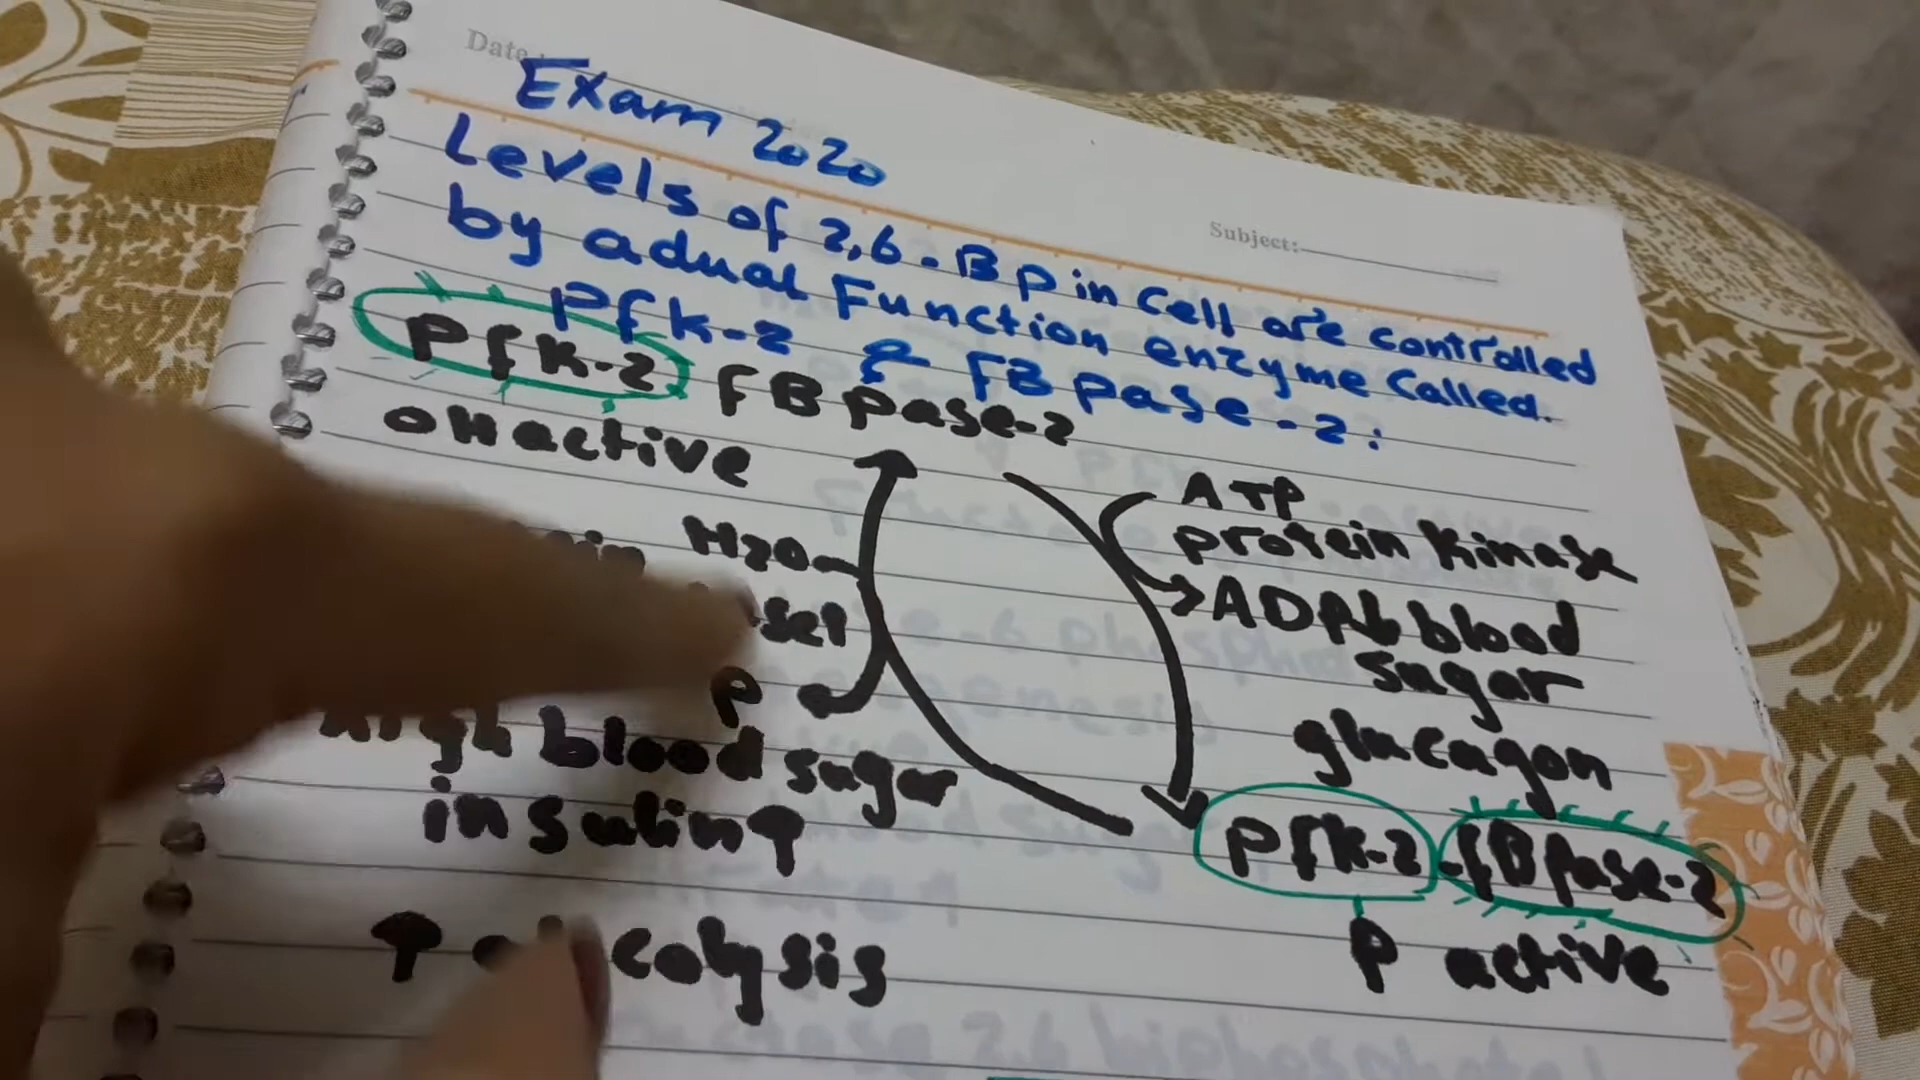 Date:
Exam 2020
Subject:
Levels of 2,6-BP in Cell are controlled
by adual Function enzyme Called.
Pfk-2 & FBpase-2:
Pfk-2 fBpase-2
OH active
ATP
H2O
protein Kinase
ADP
blood
P
sugar
high blood sugar
glucagon
insulin↑
Pfk-2 -fBpase-2
P active
↑